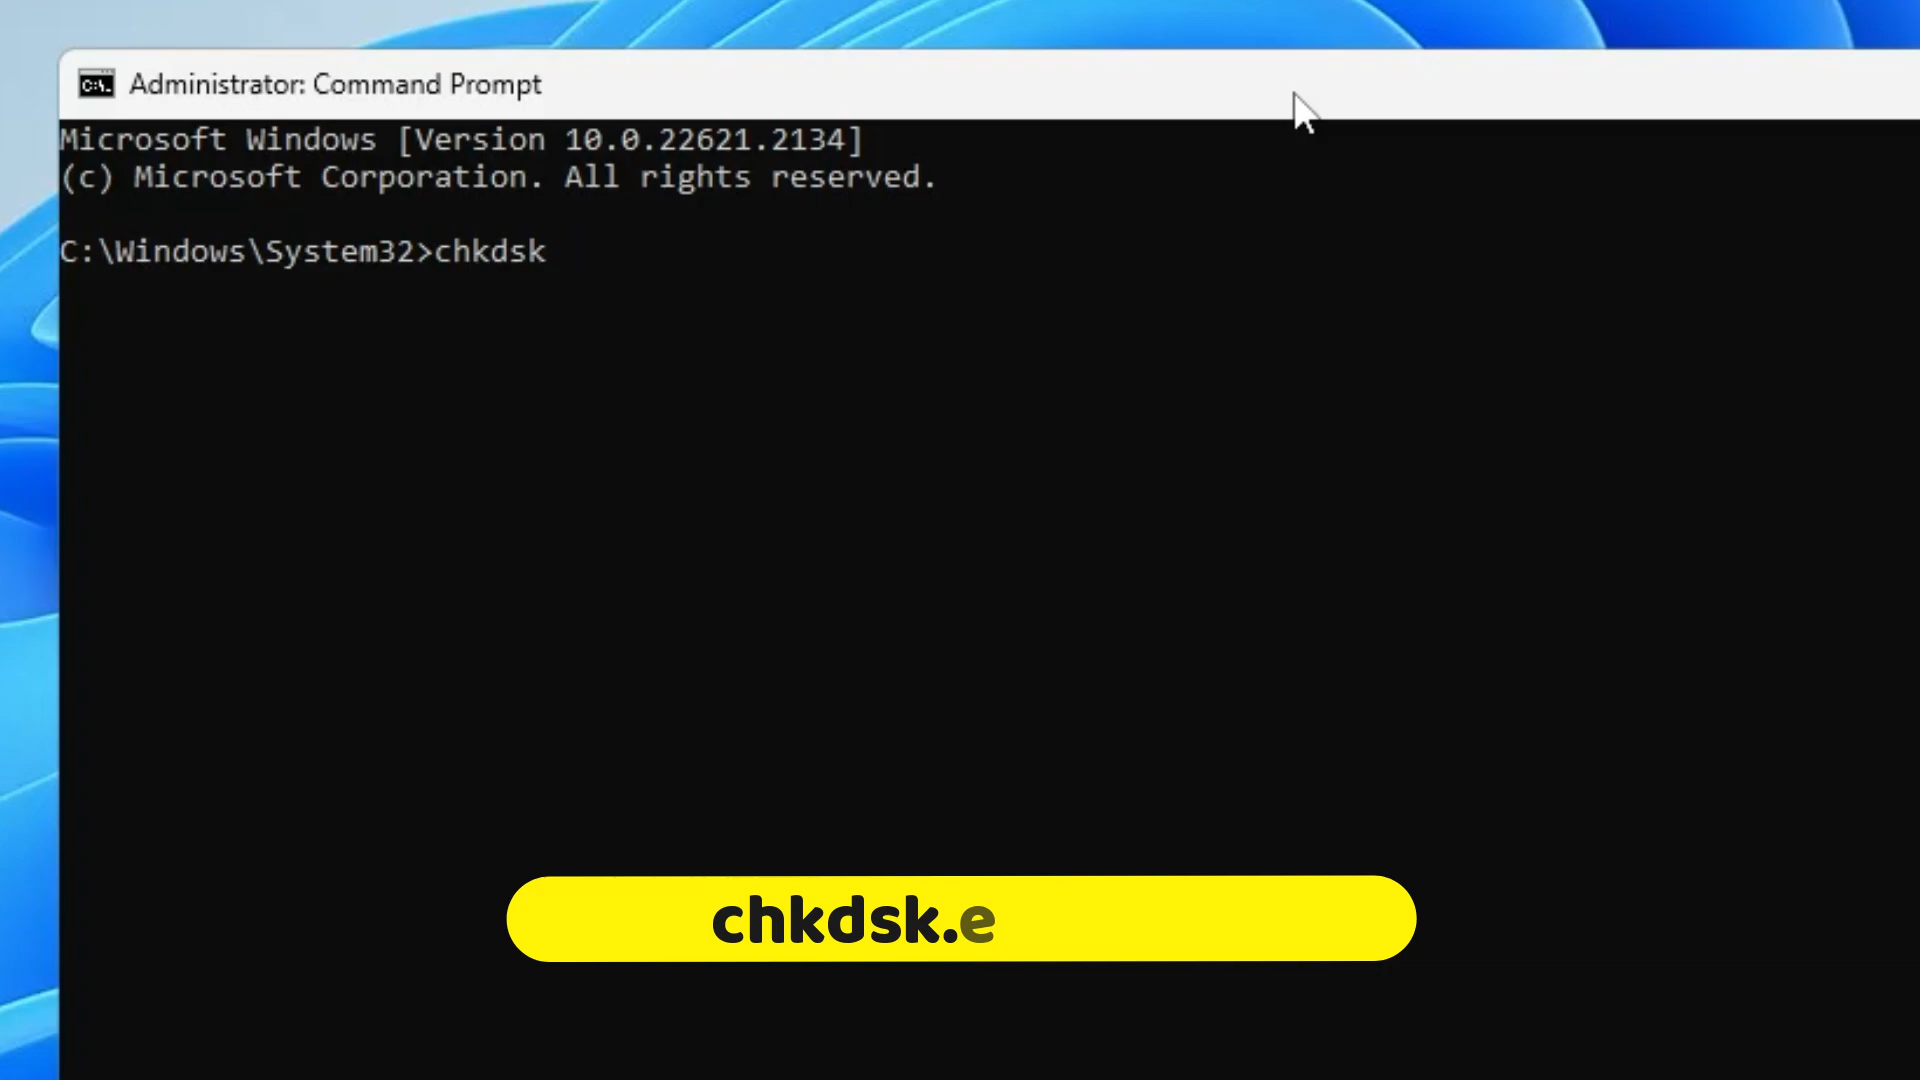 C:\.
Administrator: Command Prompt
Microsoft Windows [Version 10.0.22621.2134]
(c) Microsoft Corporation. All rights reserved.
C:\Windows\System32>chkdsk
chkdsk.e